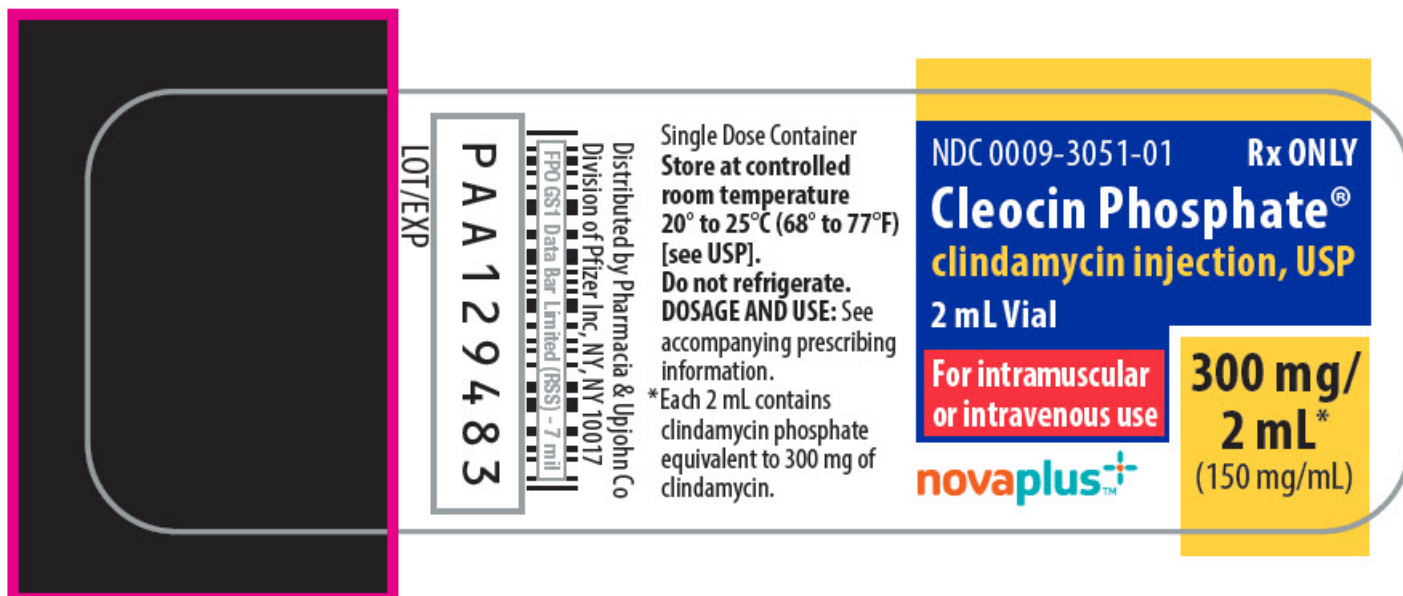 LOT/EXP
PAA129483
FPO GS1 Data Bar Limited (RSS) - 7 mil
Division of Pfizer Inc, NY, NY 10017
Distributed by Pharmacia & Upjohn Co
Single Dose Container
Store at controlled
room temperature
20° to 25°C (68° to 77°F)
[see USP].
Do not refrigerate.
DOSAGE AND USE: See
accompanying prescribing
information.
*Each 2 mL contains
clindamycin phosphate
equivalent to 300 mg of
clindamycin.
NDC 0009-3051-01 Rx ONLY
Cleocin Phosphate®
clindamycin injection, USP
2 mL Vial
For intramuscular
or intravenous use
300 mg/
2 mL*
(150 mg/mL)
novaplus™